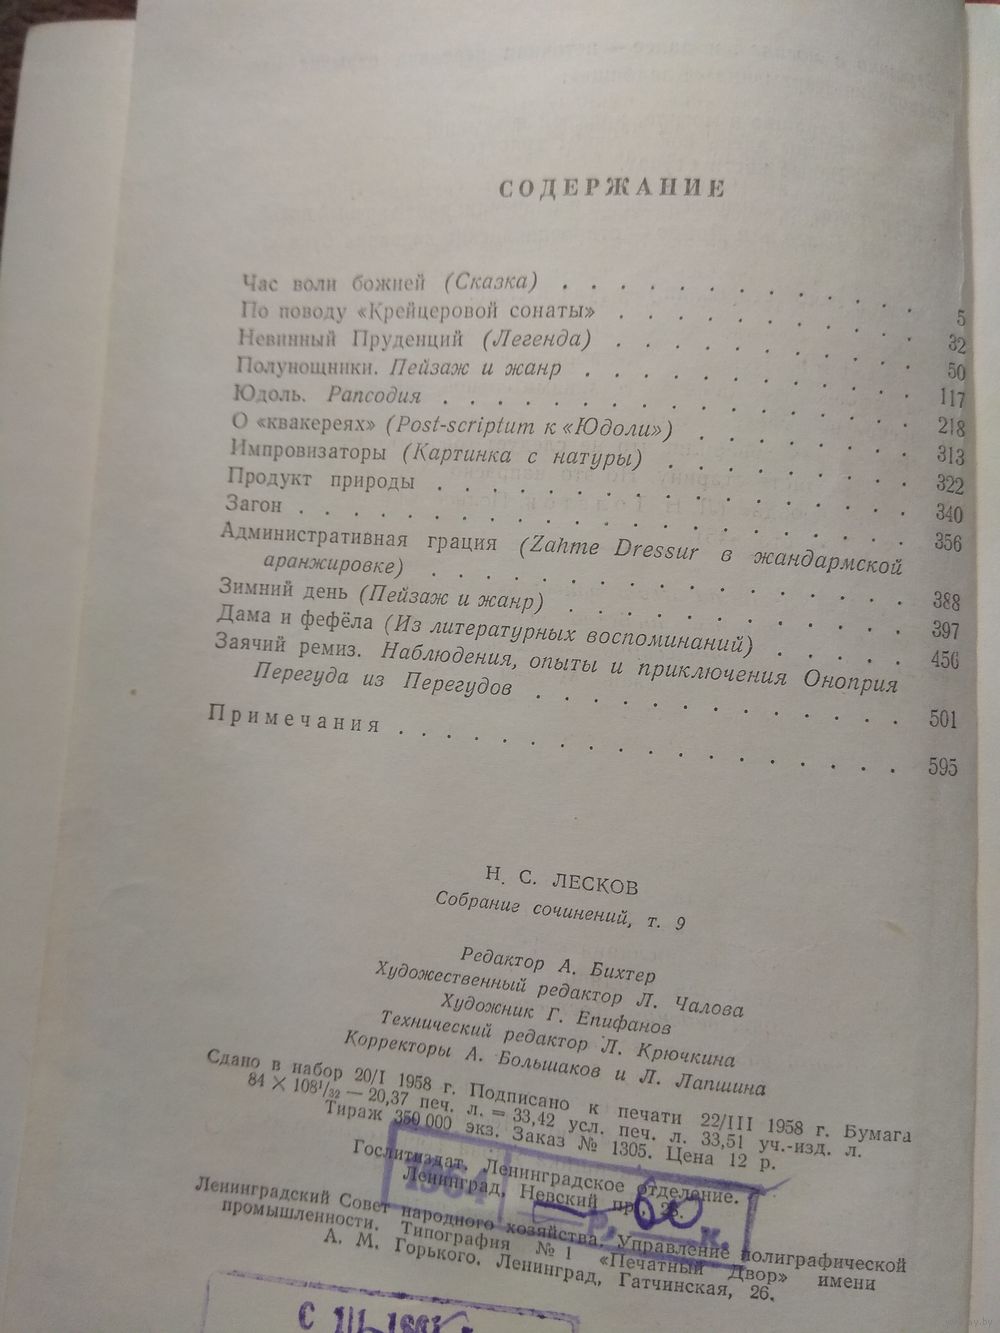 СОДЕРЖАНИЕ
Час воли божией (Сказка) . . . . . . . . . . . . 5
По поводу «Крейцеровой сонаты» . . . . . . . . . . 32
Невинный Пруденций (Легенда) . . . . . . . . . . 50
Полунощники. Пейзаж и жанр . . . . . . . . . . . 117
Юдоль. Рапсодия . . . . . . . . . . . . . . . . 218
О «квакереях» (Post-scriptum к «Юдоли») . . . . . . . 313
Импровизаторы (Картинка с натуры) . . . . . . . . 322
Продукт природы . . . . . . . . . . . . . . . . 340
Загон . . . . . . . . . . . . . . . . . . . . . 356
Административная грация (Zahme Dressur в жандармской
аранжировке) . . . . . . . . . . . . . . . . 388
Зимний день (Пейзаж и жанр) . . . . . . . . . . . 397
Дама и фефёла (Из литературных воспоминаний) . . . . . 456
Заячий ремиз. Наблюдения, опыты и приключения Оноприя
Перегуда из Перегудов . . . . . . . . . . . . . 501
Примечания . . . . . . . . . . . . . . . . . . 595
Н. С. ЛЕСКОВ
Собрание сочинений, т. 9
Редактор А. Бихтер
Художественный редактор Л. Чалова
Художник Г. Епифанов
Технический редактор Л. Крючкина
Корректоры А. Большаков и Л. Лапшина
Сдано в набор 20/I 1958 г. Подписано к печати 22/III 1958 г. Бумага
84 × 108¹/₃₂ — 20,37 печ. л. = 33,42 усл. печ. л. 33,51 уч.-изд. л.
Тираж 350 000 экз. Заказ № 1305. Цена 12 р.
Гослитиздат. Ленинградское отделение.
Ленинград, Невский пр. 28.
р. 60 к.
Ленинградский Совет народного хозяйства. Управление полиграфической
промышленности. Типография № 1 «Печатный Двор» имени
А. М. Горького. Ленинград, Гатчинская, 26.
С